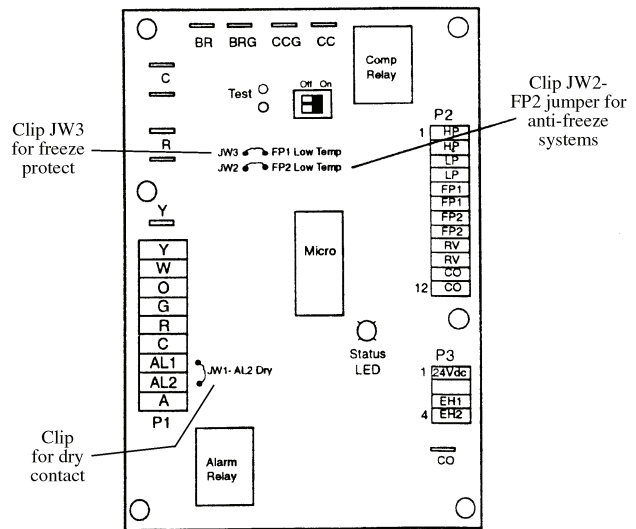 BR BRG CCG CC
Comp
Relay
C
Test
Off On
Clip JW2-
FP2 jumper for
anti-freeze
systems
Clip JW3
for freeze
protect
R
JW3 FP1 Low Temp
JW2 FP2 Low Temp
P2
1 HP
HP
LP
LP
FP1
FP1
FP2
FP2
RV
RV
CO
12 CO
Y
Y
W
O
G
R
C
AL1
AL2
A
P1
JW1- AL2 Dry
Micro
Status
LED
P3
1 24Vdc
EH1
4 EH2
CO
Clip
for dry
contact
Alarm
Relay